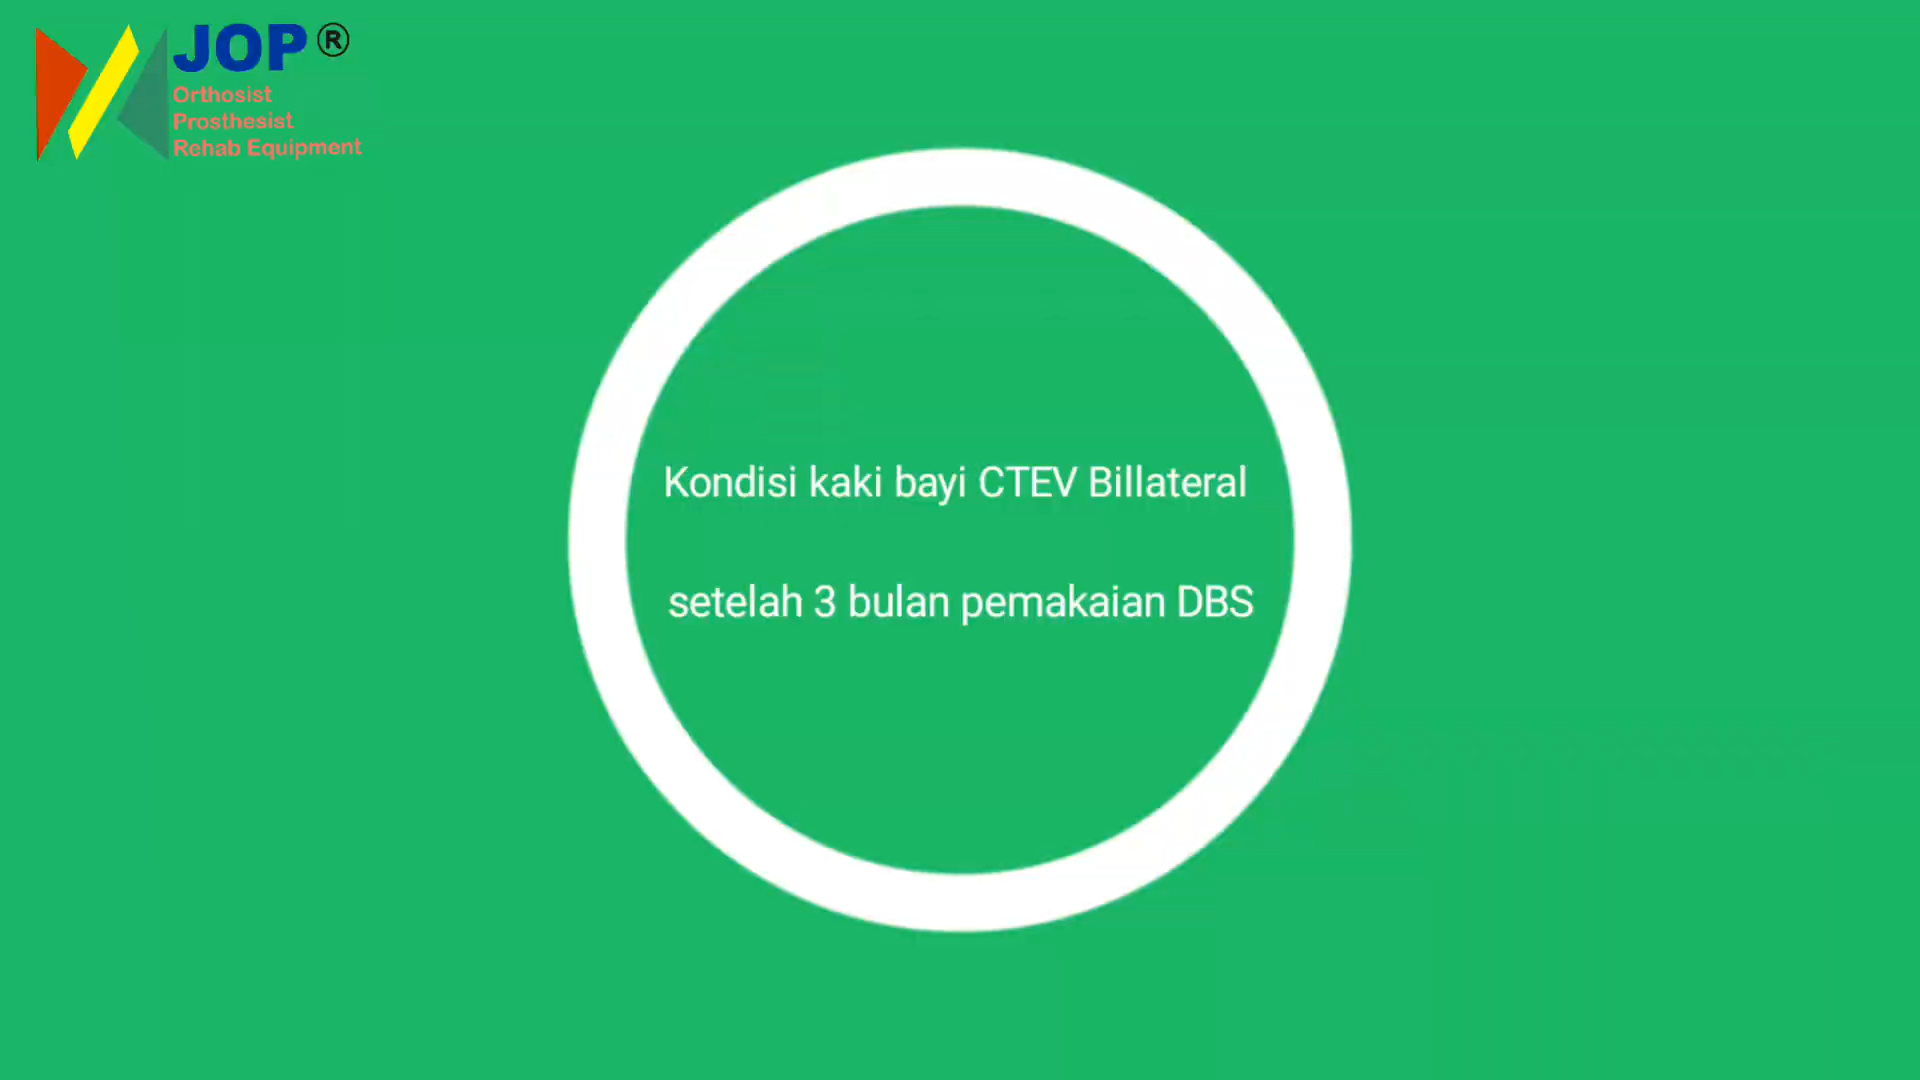 JOP ®
Orthosist
Prosthesist
Rehab Equipment
Kondisi kaki bayi CTEV Billateral
setelah 3 bulan pemakaian DBS